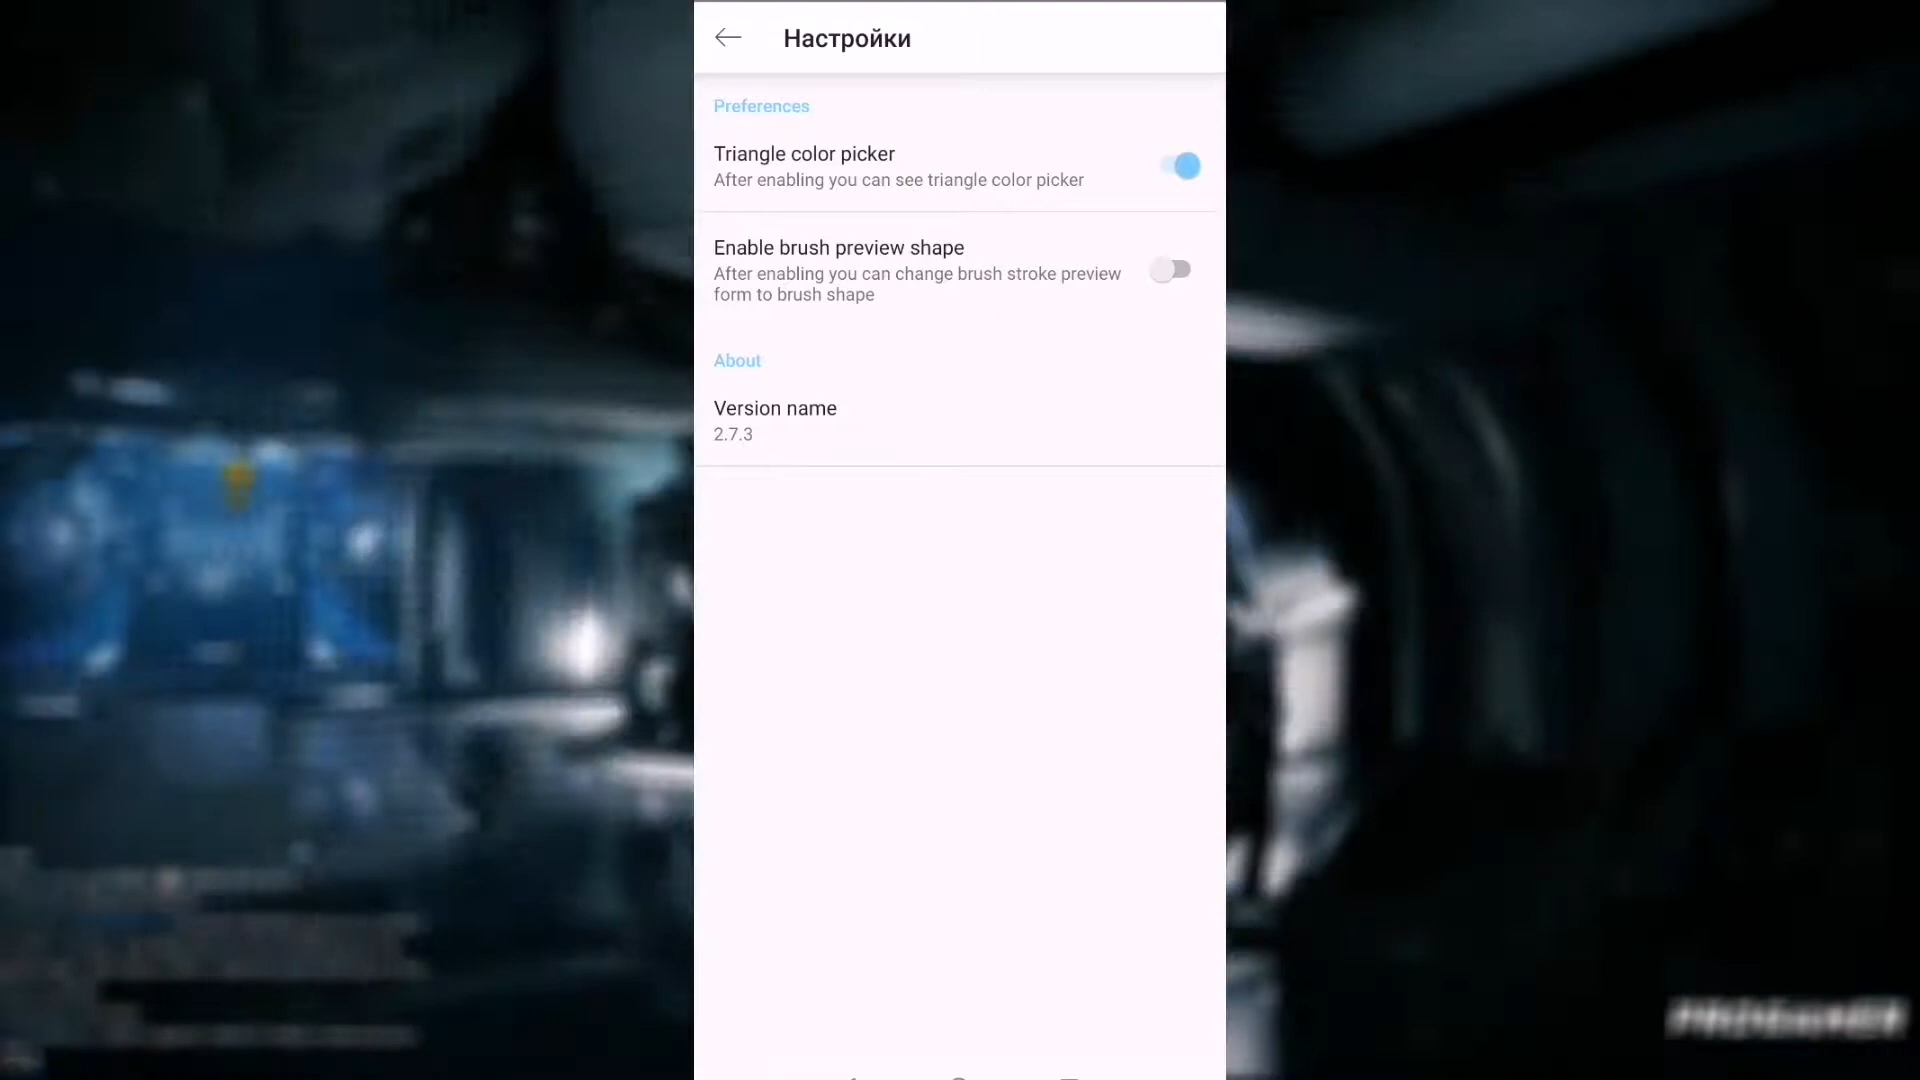 Настройки
Preferences
Triangle color picker
After enabling you can see triangle color picker
Enable brush preview shape
After enabling you can change brush stroke preview
form to brush shape
About
Version name
2.7.3